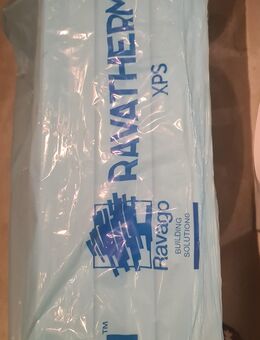 RAVATHERM
XPS
Ravago
BUILDING
SOLUTIONS
TM